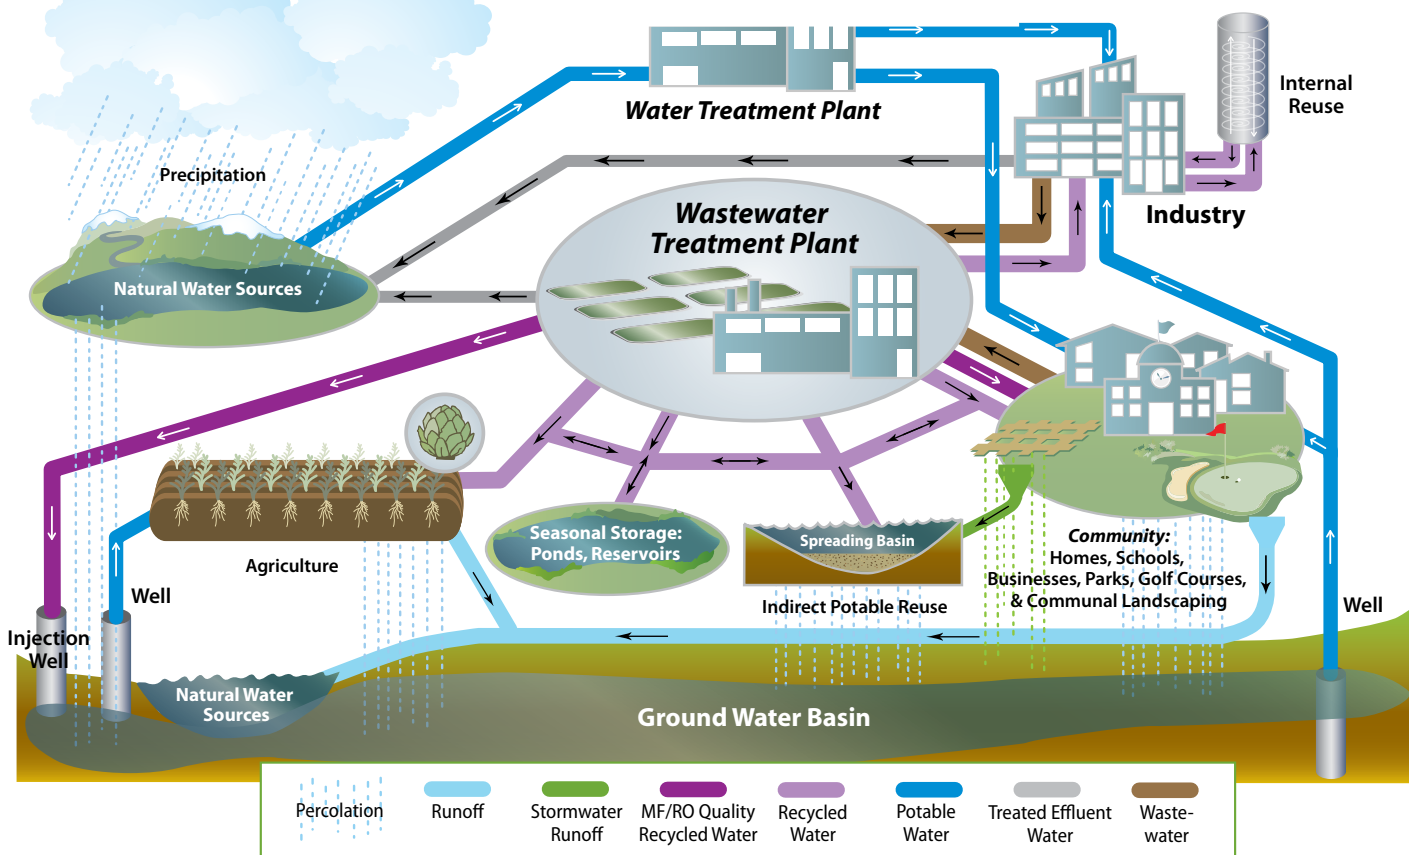 Water Treatment Plant
Internal
Reuse
Precipitation
Industry
Wastewater
Treatment Plant
Natural Water Sources
Agriculture
Seasonal Storage:
Ponds, Reservoirs
Spreading Basin
Indirect Potable Reuse
Community:
Homes, Schools,
Businesses, Parks, Golf Courses,
& Communal Landscaping
Well
Well
Injection
Well
Natural Water
Sources
Ground Water Basin
Percolation
Runoff
Stormwater
Runoff
MF/RO Quality
Recycled Water
Recycled
Water
Potable
Water
Treated Effluent
Water
Waste-
water